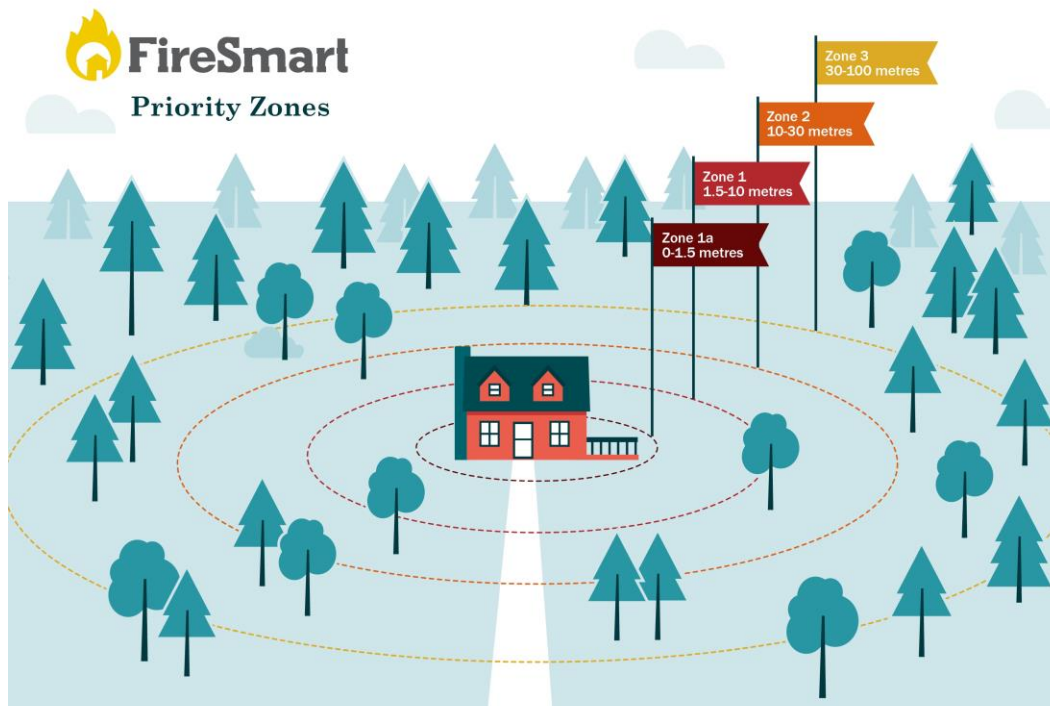 FireSmart
Priority Zones
Zone 3
30-100 metres
Zone 2
10-30 metres
Zone 1
1.5-10 metres
Zone 1a
0-1.5 metres